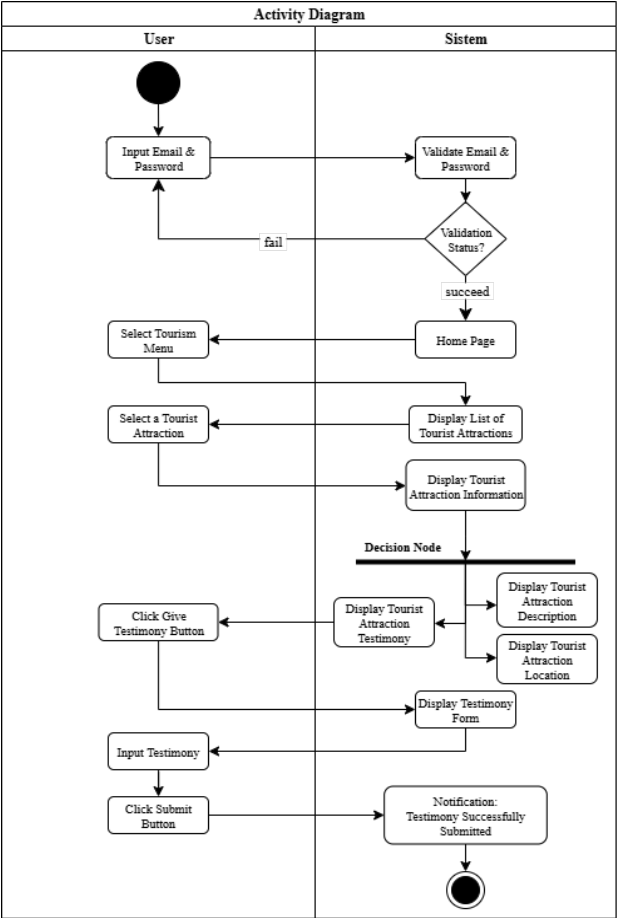 Activity Diagram
User
Sistem
Input Email &
Password
Validate Email &
Password
Validation
Status?
fail
succeed
Select Tourism
Menu
Home Page
Select a Tourist
Attraction
Display List of
Tourist Attractions
Display Tourist
Attraction Information
Decision Node
Display Tourist
Attraction
Description
Click Give
Testimony Button
Display Tourist
Attraction
Testimony
Display Tourist
Attraction
Location
Display Testimony
Form
Input Testimony
Click Submit
Button
Notification:
Testimony Successfully
Submitted